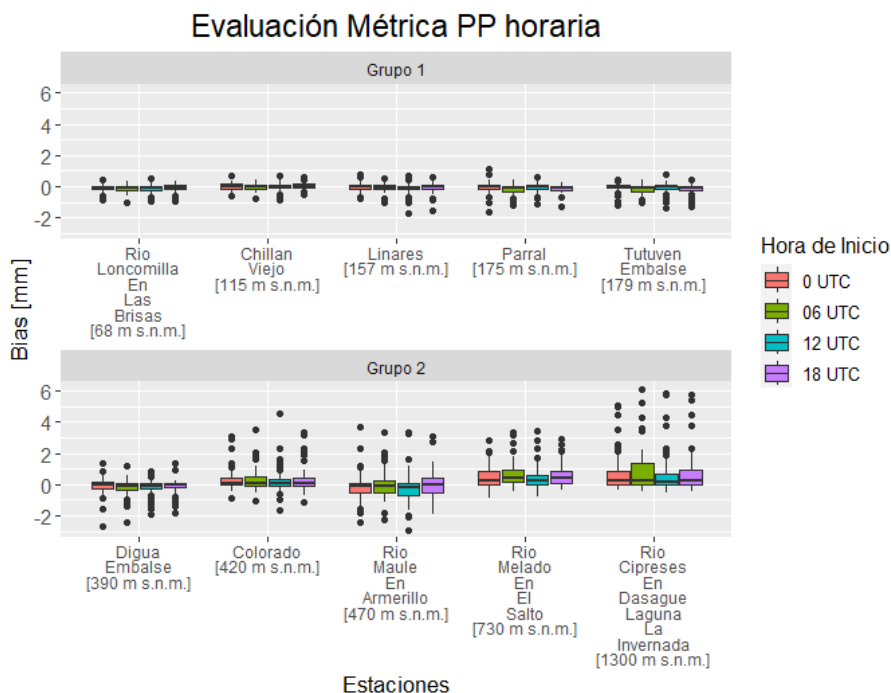 Evaluación Métrica PP horaria
Grupo 1
6
4
2
0
-2
Rio
Loncomilla
En
Las
Brisas
[68 m s.n.m.]
Chillan
Viejo
[115 m s.n.m.]
Linares
[157 m s.n.m.]
Parral
[175 m s.n.m.]
Tutuven
Embalse
[179 m s.n.m.]
Bias [mm]
Grupo 2
6
4
2
0
-2
Digua
Embalse
[390 m s.n.m.]
Colorado
[420 m s.n.m.]
Rio
Maule
En
Armerillo
[470 m s.n.m.]
Rio
Melado
En
El
Salto
[730 m s.n.m.]
Rio
Cipreses
En
Dasague
Laguna
La
Invernada
[1300 m s.n.m.]
Estaciones
Hora de Inicio
0 UTC
06 UTC
12 UTC
18 UTC